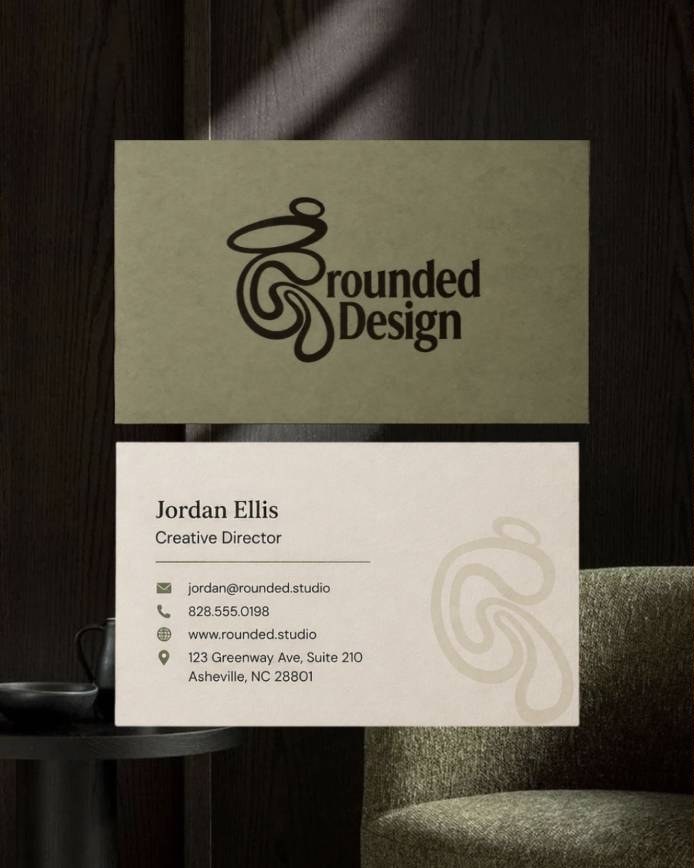 rounded
Design
Jordan Ellis
Creative Director
jordan@rounded.studio
828.555.0198
www.rounded.studio
123 Greenway Ave, Suite 210
Asheville, NC 28801